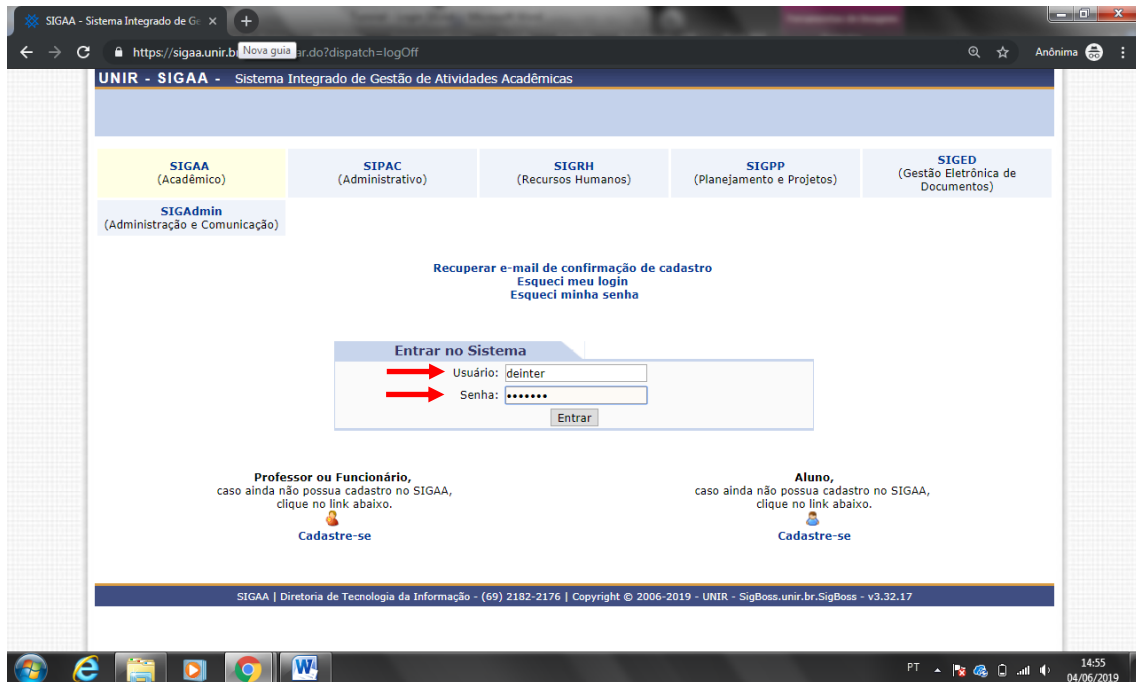 SIGAA - Sistema Integrado de Ge
https://sigaa.unir.b
Nova guia
ar.do?dispatch=logOff
Anônima
UNIR - SIGAA - Sistema Integrado de Gestão de Atividades Acadêmicas
SIGAA
(Acadêmico)
SIPAC
(Administrativo)
SIGRH
(Recursos Humanos)
SIGPP
(Planejamento e Projetos)
SIGED
(Gestão Eletrônica de
Documentos)
SIGAdmin
(Administração e Comunicação)
Recuperar e-mail de confirmação de cadastro
Esqueci meu login
Esqueci minha senha
Entrar no Sistema
Usuário: deinter
Senha: •••••••
Entrar
Professor ou Funcionário,
caso ainda não possua cadastro no SIGAA,
clique no link abaixo.
Cadastre-se
Aluno,
caso ainda não possua cadastro no SIGAA,
clique no link abaixo.
Cadastre-se
SIGAA | Diretoria de Tecnologia da Informação - (69) 2182-2176 | Copyright © 2006-2019 - UNIR - SigBoss.unir.br.SigBoss - v3.32.17
PT
14:55
04/06/2019